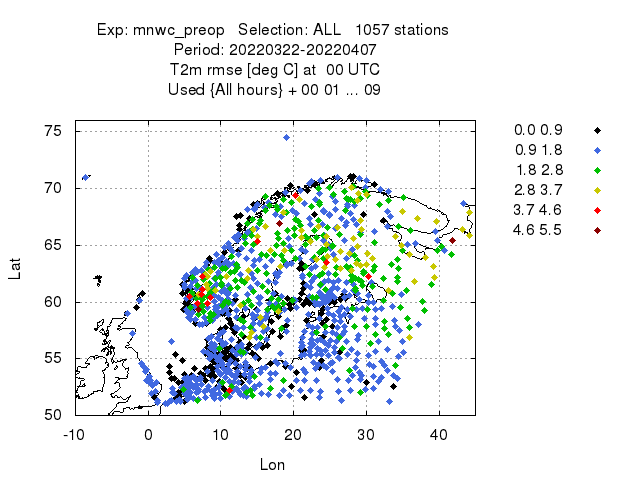 Exp: mnwc_preop   Selection: ALL   1057 stations
Period: 20220322-20220407
T2m rmse [deg C] at  00 UTC
Used {All hours} + 00 01 ... 09
75
70
65
60
55
50
-10 0 10 20 30 40
Lat
Lon
0.0 0.9
0.9 1.8
1.8 2.8
2.8 3.7
3.7 4.6
4.6 5.5